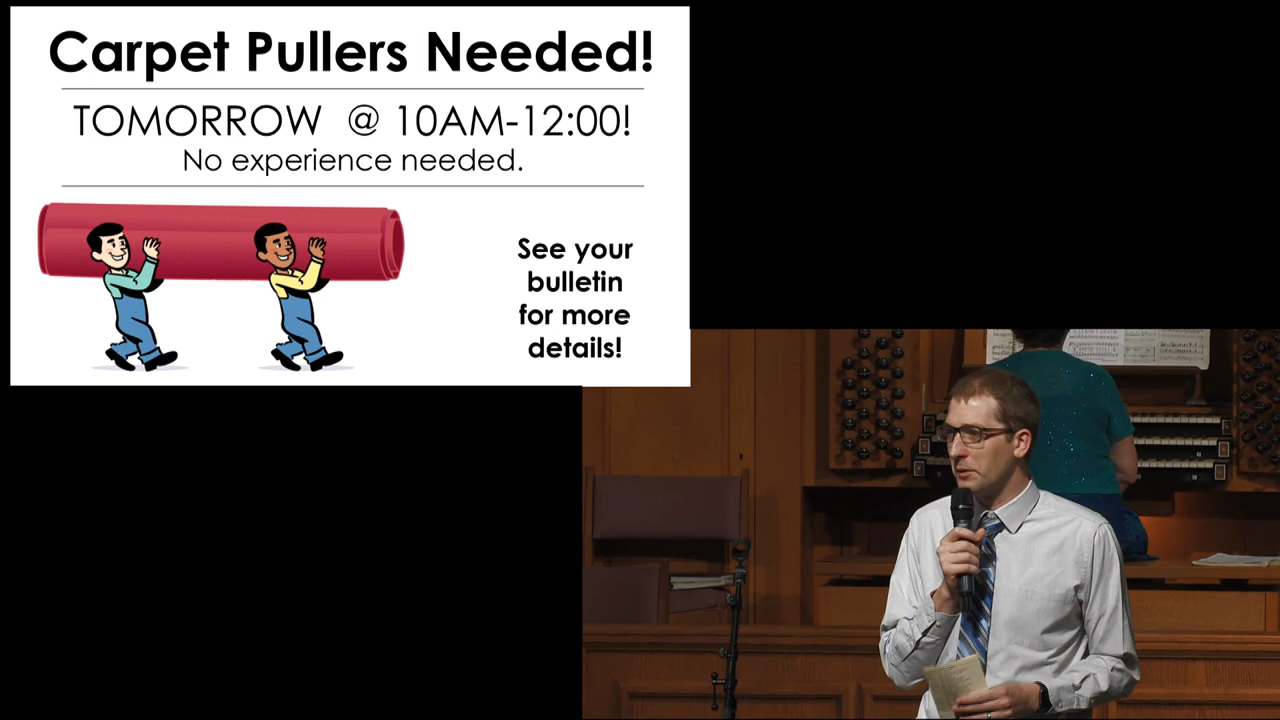 Carpet Pullers Needed!
TOMORROW @ 10AM-12:00!
No experience needed.
See your
bulletin
for more
details!